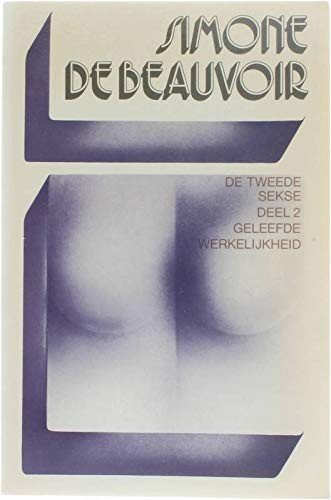 SIMONE
DE BEAUVOIR
DE TWEEDE
SEKSE
DEEL 2
GELEEFDE
WERKELIJKHEID